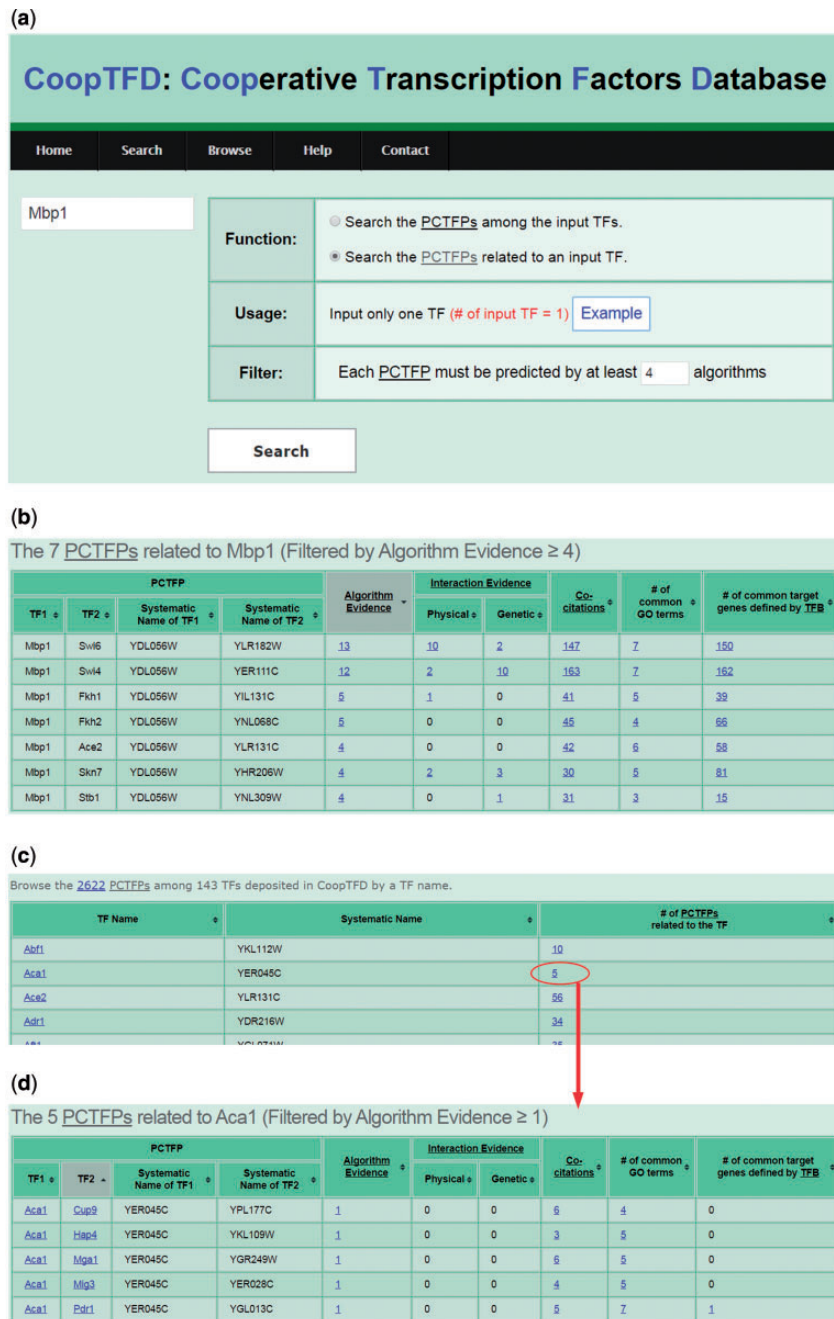 (a)
CoopTFD: Cooperative Transcription Factors Database
Home Search Browse Help Contact
Mbp1
Function:
Search the PCTFPs among the input TFs.
Search the PCTFPs related to an input TF.
Usage:
Input only one TF (# of input TF = 1) Example
Filter:
Each PCTFP must be predicted by at least 4 algorithms
Search
(b)
The 7 PCTFPs related to Mbp1 (Filtered by Algorithm Evidence ≥ 4)
PCTFP
TF1 TF2 Systematic Name of TF1 Systematic Name of TF2 Algorithm Evidence Interaction Evidence Physical Genetic Co-citations # of common GO terms # of common target genes defined by TFB
Mbp1 Swi6 YDL056W YLR182W 13 10 2 147 7 150
Mbp1 Swi4 YDL056W YER111C 12 2 10 163 7 162
Mbp1 Fkh1 YDL056W YIL131C 5 1 0 41 5 39
Mbp1 Fkh2 YDL056W YNL068C 5 0 0 45 4 66
Mbp1 Ace2 YDL056W YLR131C 4 0 0 42 6 58
Mbp1 Skn7 YDL056W YHR206W 4 2 3 30 5 81
Mbp1 Stb1 YDL056W YNL309W 4 0 1 31 3 15
(c)
Browse the 2622 PCTFPs among 143 TFs deposited in CoopTFD by a TF name.
TF Name Systematic Name # of PCTFPs related to the TF
Abf1 YKL112W 10
Aca1 YER045C 5
Ace2 YLR131C 56
Adr1 YDR216W 34
(d)
The 5 PCTFPs related to Aca1 (Filtered by Algorithm Evidence ≥ 1)
PCTFP
TF1 TF2 Systematic Name of TF1 Systematic Name of TF2 Algorithm Evidence Interaction Evidence Physical Genetic Co-citations # of common GO terms # of common target genes defined by TFB
Aca1 Cup9 YER045C YPL177C 1 0 0 6 4 0
Aca1 Hap4 YER045C YKL109W 1 0 0 3 5 0
Aca1 Mga1 YER045C YGR249W 1 0 0 6 5 0
Aca1 Mig3 YER045C YER028C 1 0 0 4 5 0
Aca1 Pdr1 YER045C YGL013C 1 0 0 5 7 1